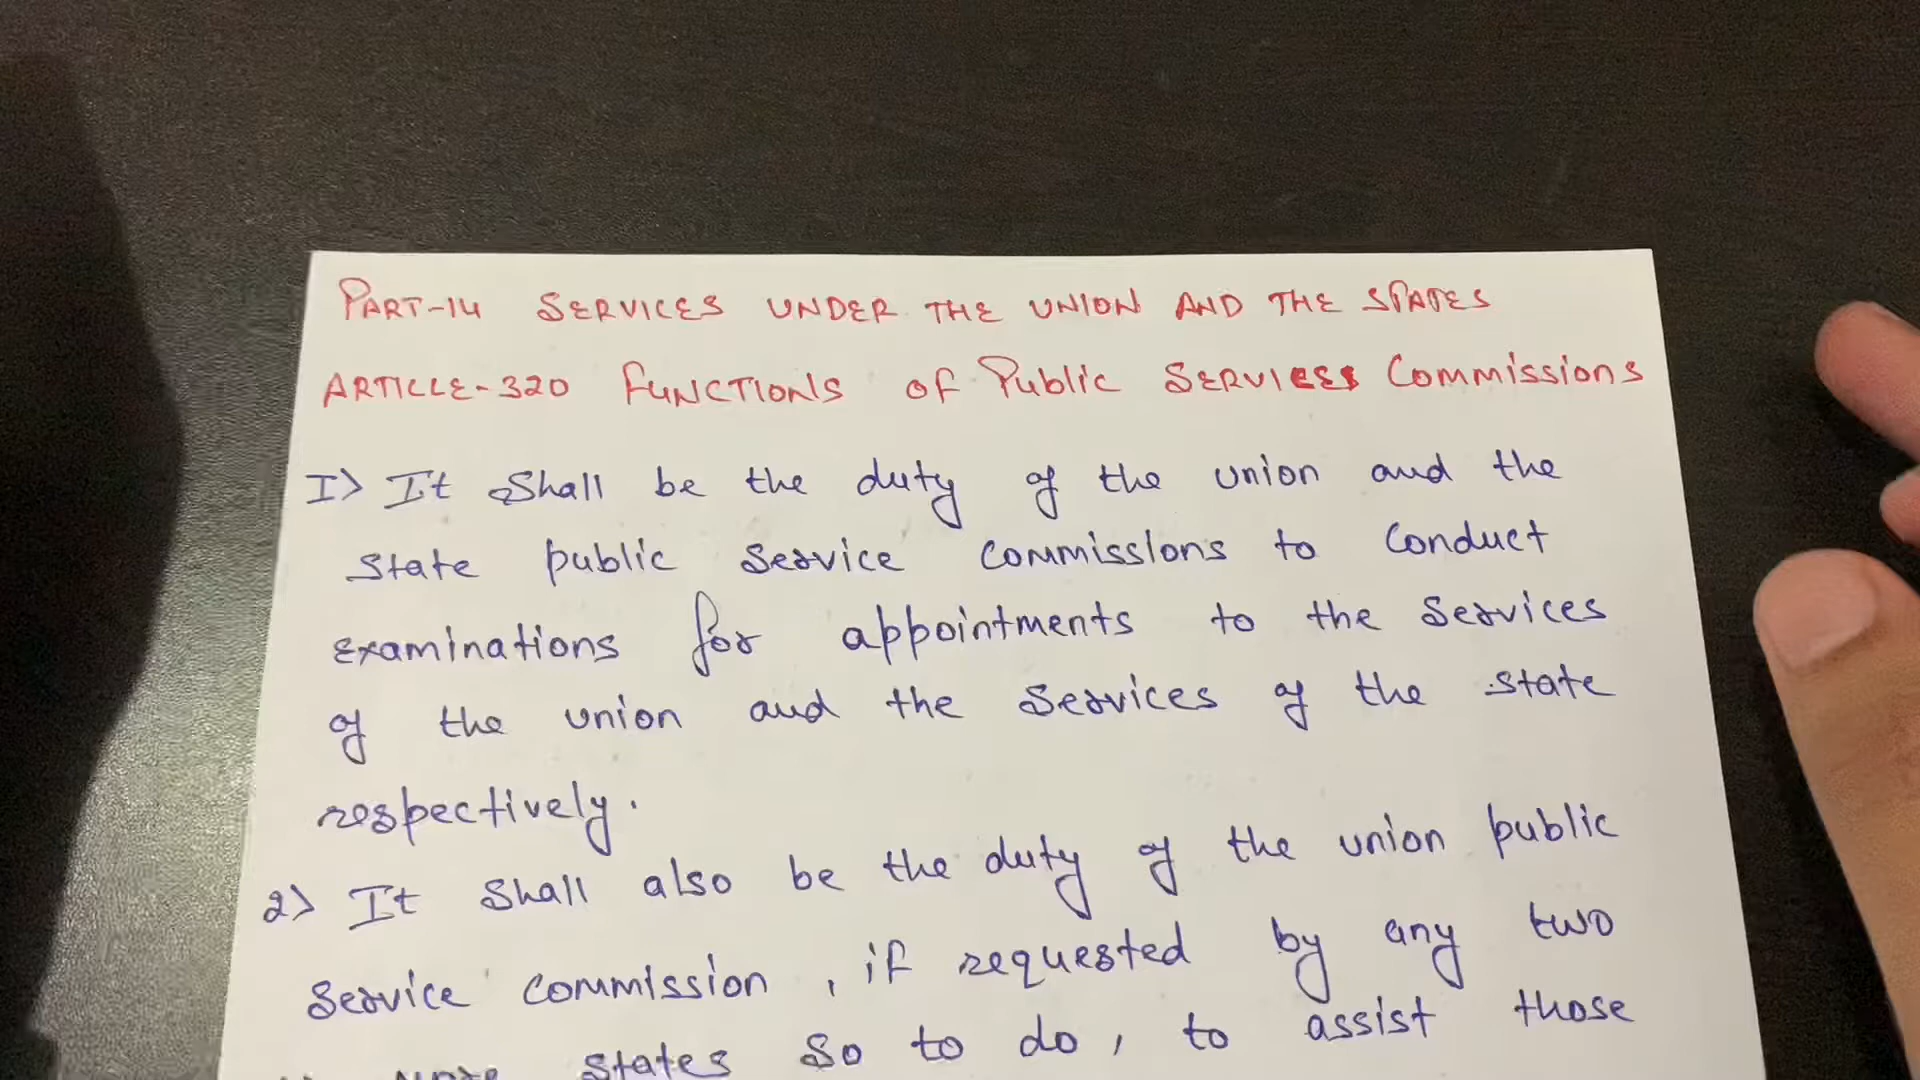 PART-14 SERVICES UNDER THE UNION AND THE STATES
ARTICLE-320 FUNCTIONS OF Public SERVICES Commissions
I> It shall be the duty of the union and the
state public service commissions to conduct
examinations for appointments to the services
of the union and the services of the state
respectively.
2> It shall also be the duty of the union public
service commission, if requested by any two
states so to do, to assist those